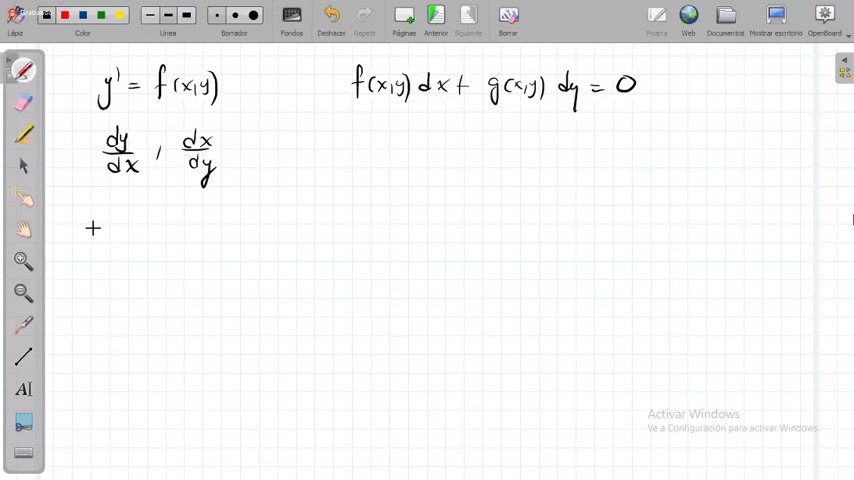 Lápiz Color Línea Borrador Fondos Deshacer Repetir Páginas Anterior Siguiente Borrar Pizarra Web Documentos Mostrar escritorio OpenBoard
y' = f(x,y) f(x,y) dx + g(x,y) dy = 0
dy/dx , dx/dy
A
Activar Windows
Ve a Configuración para activar Windows.